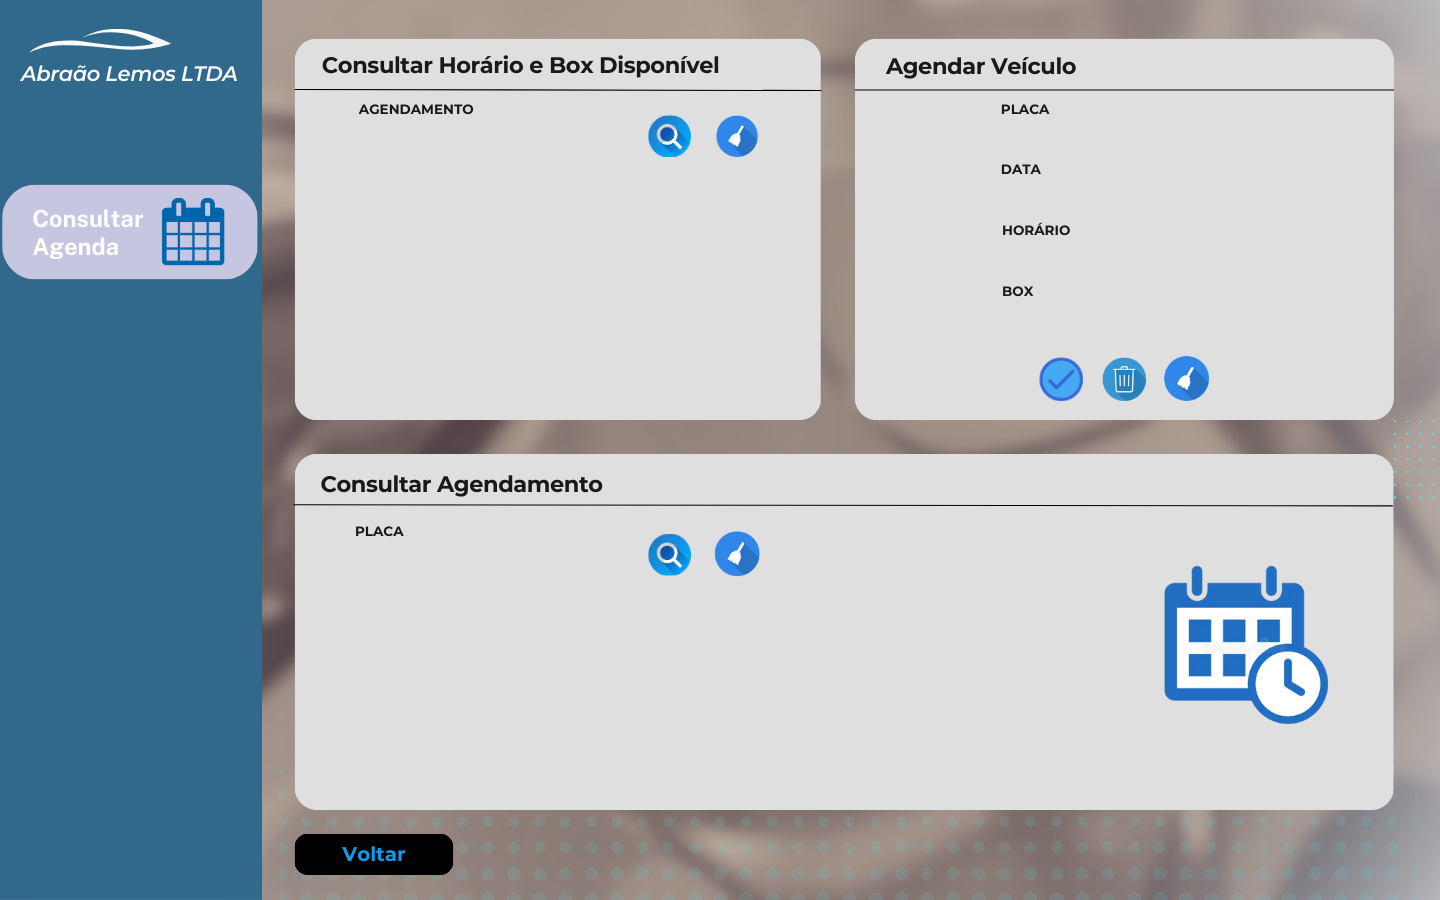 Abraão Lemos LTDA
Consultar
Agenda
Consultar Horário e Box Disponível
AGENDAMENTO
Agendar Veículo
PLACA
DATA
HORÁRIO
BOX
Consultar Agendamento
PLACA
Voltar